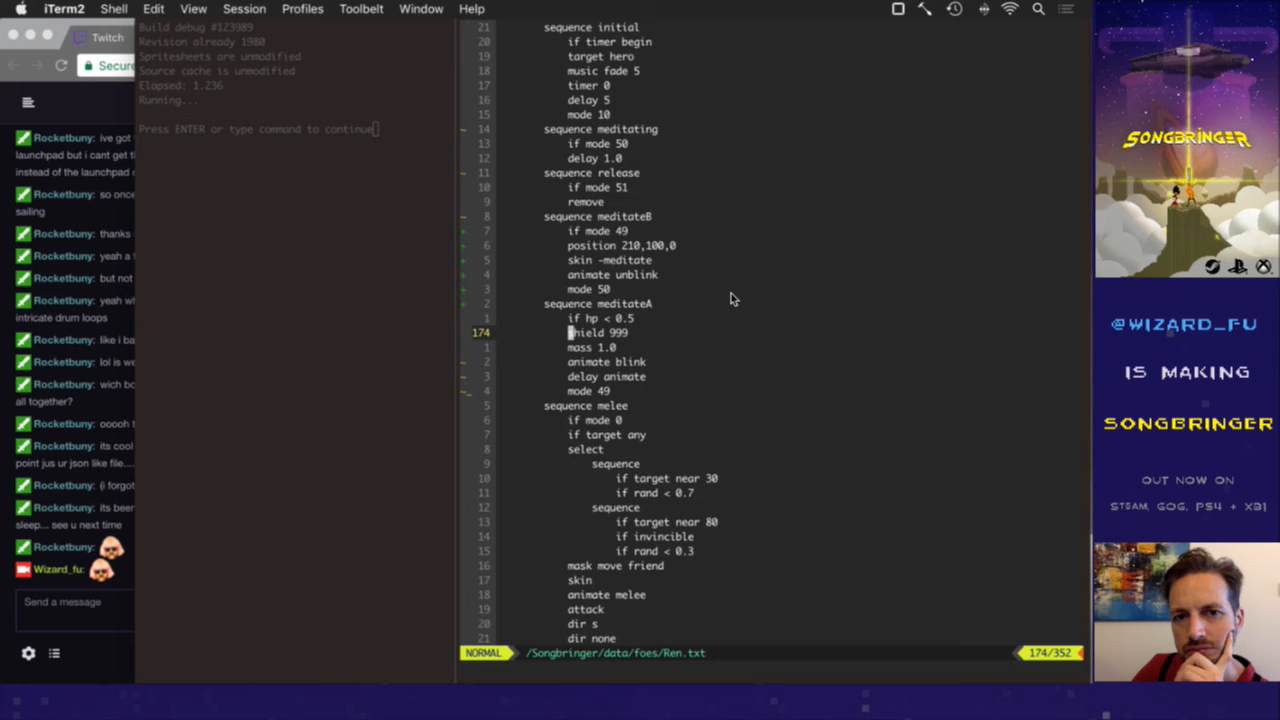 iTerm2 Shell Edit View Session Profiles Toolbelt Window Help
Twitch
Secure
Rocketbuny: ive got
launchpad but i cant get th
instead of the launchpad o
Rocketbuny: so once
sailing
Rocketbuny: thanks
Rocketbuny: yeah a
Rocketbuny: but not
Rocketbuny: yeah wh
intricate drum loops
Rocketbuny: like i ba
Rocketbuny: lol is we
Rocketbuny: wich bo
all together?
Rocketbuny: ooooh t
Rocketbuny: its cool
point jus ur json like file....
Rocketbuny: (i forgot
Rocketbuny: its been
sleep... see u next time
Rocketbuny:
Wizard_fu:
Send a message
Build debug #123989
Revision already 1980
Spritesheets are unmodified
Source cache is unmodified
Elapsed: 1.236
Running...
Press ENTER or type command to continue
21 sequence initial
20 if timer begin
19 target hero
18 music fade 5
17 timer 0
16 delay 5
15 mode 10
~ 14 sequence meditating
13 if mode 50
12 delay 1.0
~ 11 sequence release
10 if mode 51
9 remove
~ 8 sequence meditateB
+ 7 if mode 49
+ 6 position 210,100,0
+ 5 skin -meditate
+ 4 animate unblink
+ 3 mode 50
+ 2 sequence meditateA
1 if hp < 0.5
174 shield 999
1 mass 1.0
~ 2 animate blink
~ 3 delay animate
~_ 4 mode 49
5 sequence melee
6 if mode 0
7 if target any
8 select
9 sequence
10 if target near 30
11 if rand < 0.7
12 sequence
13 if target near 80
14 if invincible
15 if rand < 0.3
16 mask move friend
17 skin
18 animate melee
19 attack
20 dir s
21 dir none
NORMAL /Songbringer/data/foes/Ren.txt 174/352
SONGBRINGER
@WIZARD_FU
IS MAKING
SONGBRINGER
OUT NOW ON
STEAM, GOG, PS4 + XB1